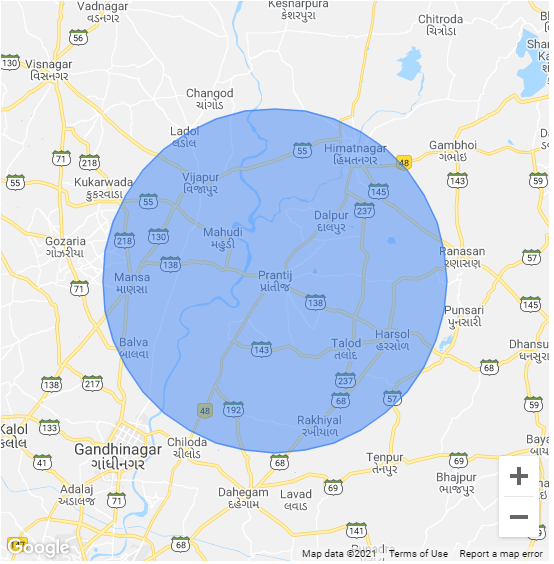 Vadnagar
વડનગર
56
Kesharpura
કેશરપુરા
Chitroda
ચિત્રોડા
130
Visnagar
વિસનગર
Changod
ચાંગોડ
Ladol
લાડોલ
55
Himatnagar
હિંમતનગર
48
Gambhoi
ગંભોઇ
71
218
Vijapur
વિજાપુર
145
143
59
55
Kukarwada
કુકરવાડા
55
237
Dalpur
દાલપુર
Gozaria
ગોઝારીયા
218
130
Mahudi
મહુડી
Ranasan
રણાસણ
57
138
Mansa
માણસા
71
Prantij
પ્રાંતીજ
138
145
Punsari
પુનસારી
Balva
બાલવા
143
Talod
તલોદ
Harsol
હરસોળ
Dhansu
ધનસુરા
68
138
217
237
48
192
68
57
59
Kalol
કલોલ
133
Rakhiyal
રખીયાળ
Gandhinagar
ગાંધીનગર
Chiloda
ચીલોડા
41
68
Tenpur
તેનપુર
69
Bhajpur
ભાજપુર
Adalaj
અડાલજ
71
Dahegam
દહેગામ
Lavad
લવાડ
69
141
68
147
Google
Map data ©2021
Terms of Use
Report a map error